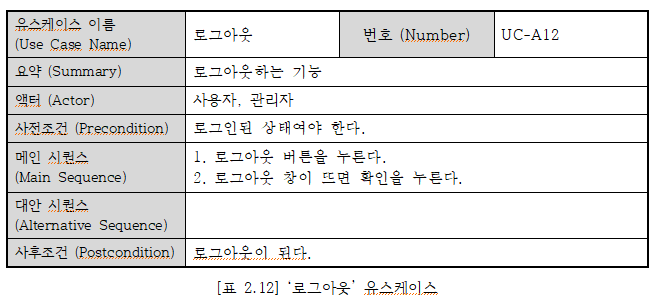 유스케이스 이름
(Use Case Name)
로그아웃
번호 (Number)
UC-A12
요약 (Summary)
로그아웃하는 기능
액터 (Actor)
사용자, 관리자
사전조건 (Precondition)
로그인된 상태여야 한다.
메인 시퀀스
(Main Sequence)
1. 로그아웃 버튼을 누른다.
2. 로그아웃 창이 뜨면 확인을 누른다.
대안 시퀀스
(Alternative Sequence)
사후조건 (Postcondition)
로그아웃이 된다.
[표 2.12] ‘로그아웃’ 유스케이스